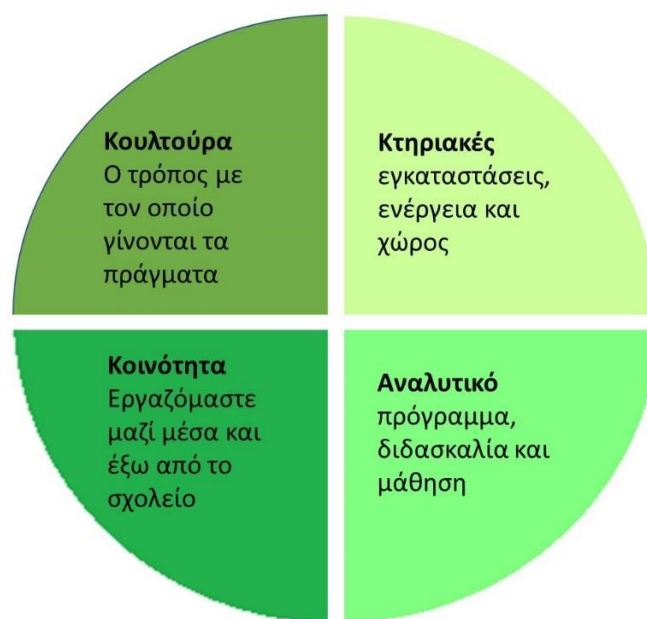 Κουλτούρα
Ο τρόπος με
τον οποίο
γίνονται τα
πράγματα
Κτηριακές
εγκαταστάσεις,
ενέργεια και
χώρος
Κοινότητα
Εργαζόμαστε
μαζί μέσα και
έξω από το
σχολείο
Αναλυτικό
πρόγραμμα,
διδασκαλία και
μάθηση